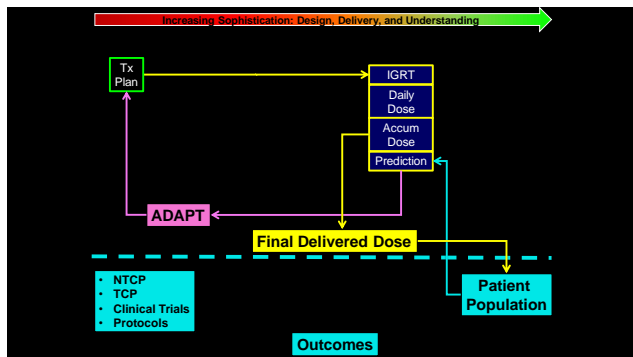 Increasing Sophistication: Design, Delivery, and Understanding
Tx
Plan
IGRT
Daily
Dose
Accum
Dose
Prediction
ADAPT
Final Delivered Dose
• NTCP
• TCP
• Clinical Trials
• Protocols
Patient
Population
Outcomes